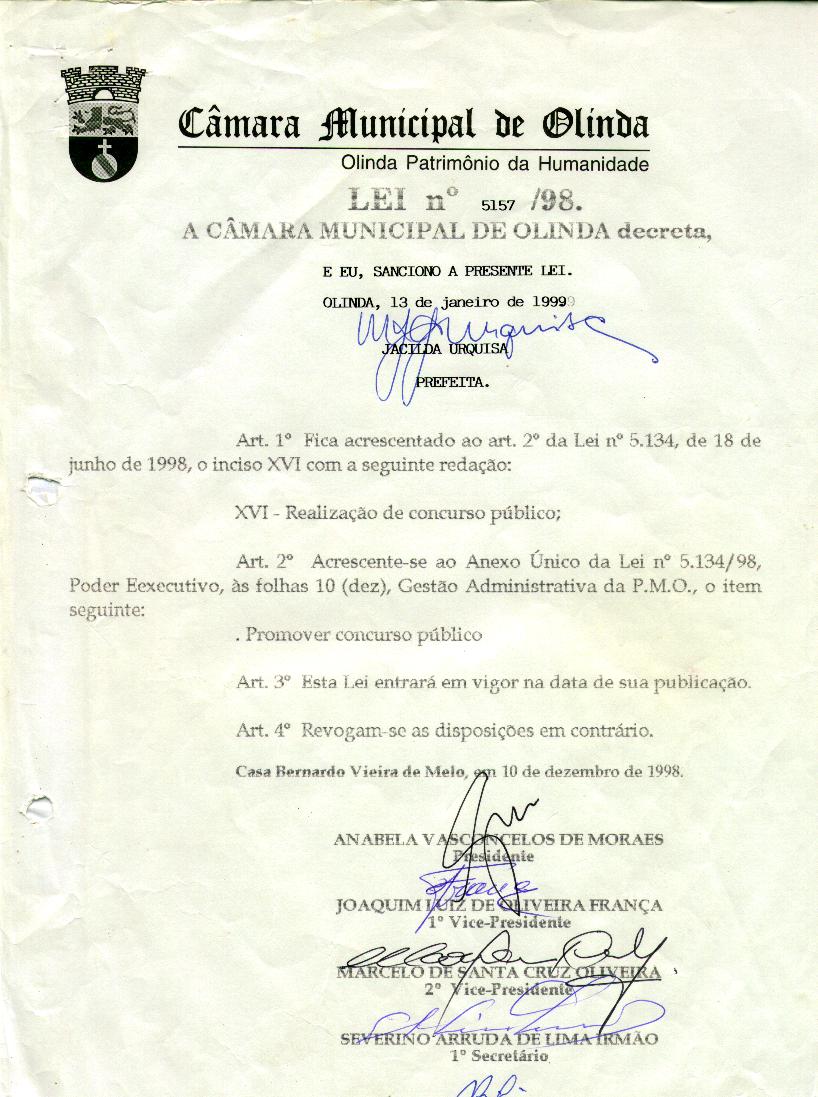 Câmara Municipal de Olinda
Olinda Patrimônio da Humanidade
LEI nº 5157 /98.
A CÂMARA MUNICIPAL DE OLINDA decreta,
E EU, SANCIONO A PRESENTE LEI.
OLINDA, 13 de janeiro de 19999
JACILDA URQUISA
PREFEITA.
Art. 1º Fica acrescentado ao art. 2º da Lei nº 5.134, de 18 de
junho de 1998, o inciso XVI com a seguinte redação:
XVI - Realização de concurso público;
Art. 2º Acrescente-se ao Anexo Único da Lei nº 5.134/98,
Poder Eexecutivo, às folhas 10 (dez), Gestão Administrativa da P.M.O., o item
seguinte:
. Promover concurso público
Art. 3º Esta Lei entrará em vigor na data de sua publicação.
Art. 4º Revogam-se as disposições em contrário.
Casa Bernardo Vieira de Melo, em 10 de dezembro de 1998.
ANABELA VASCONCELOS DE MORAES
Presidente
JOAQUIM LUIZ DE OLIVEIRA FRANÇA
1º Vice-Presidente
MARCELO DE SANTA CRUZ OLIVEIRA
2º Vice-Presidente
SEVERINO ARRUDA DE LIMA IRMÃO
1º Secretário